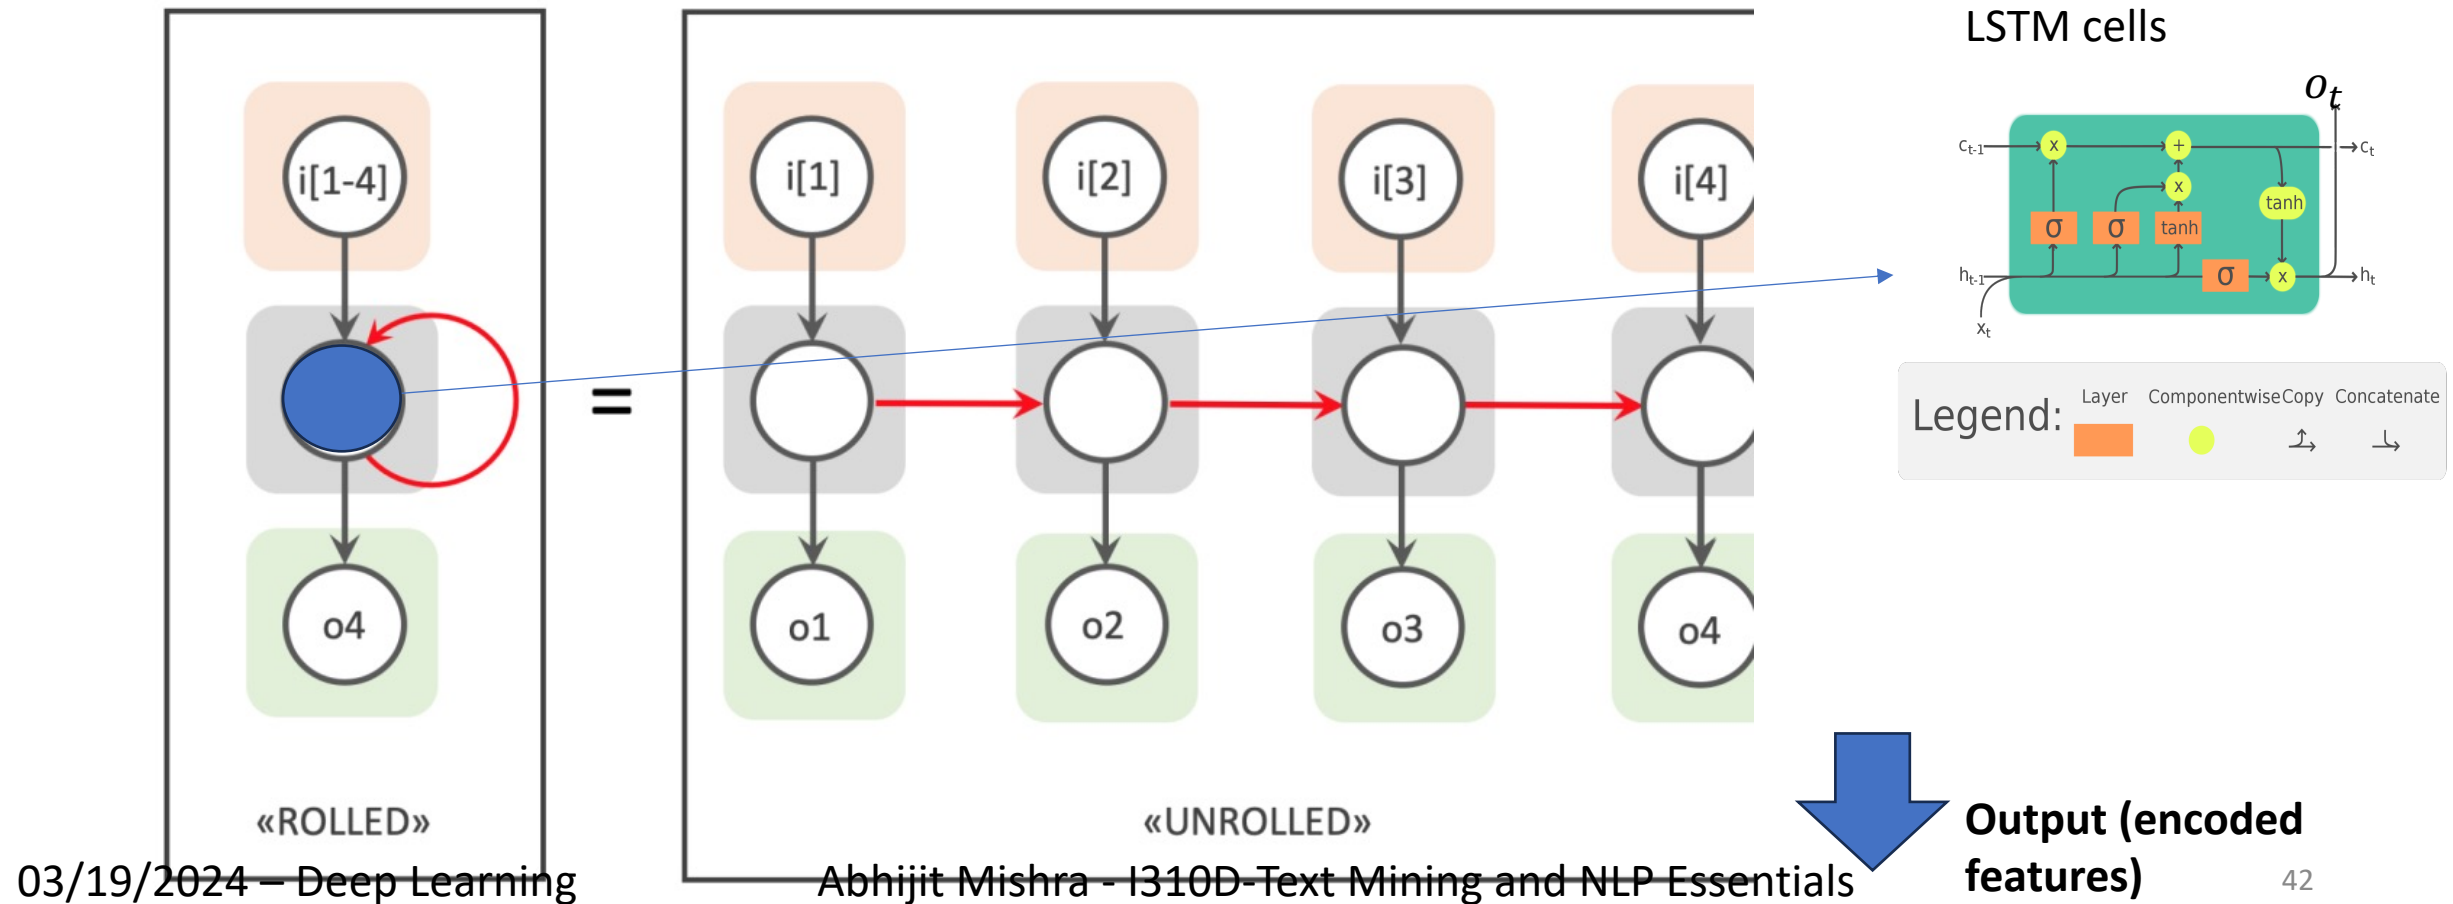 LSTM cells
o_t
i[1-4]
i[1]
i[2]
i[3]
i[4]
c_{t-1}
x
+
c_t
x
tanh
σ
σ
tanh
h_{t-1}
σ
x
h_t
x_t
=
Legend:
Layer
Componentwise
Copy
Concatenate
o4
o1
o2
o3
o4
«ROLLED»
«UNROLLED»
Output (encoded
features)
03/19/2024 – Deep Learning
Abhijit Mishra - I310D-Text Mining and NLP Essentials
42